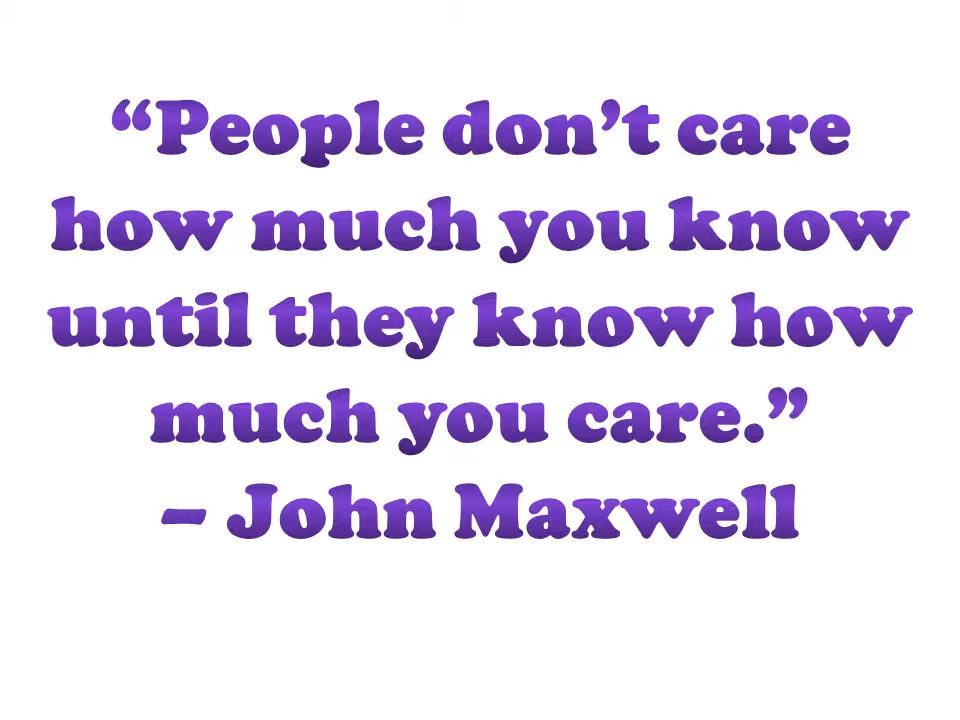 “People don’t care
how much you know
until they know how
much you care.”
– John Maxwell